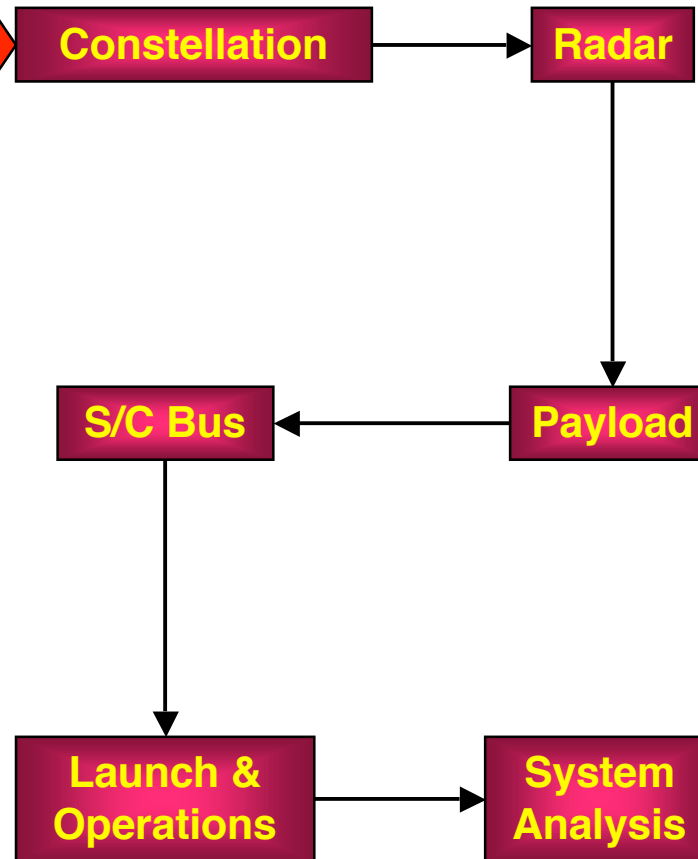 Constellation
Radar
S/C Bus
Payload
Launch &
Operations
System
Analysis